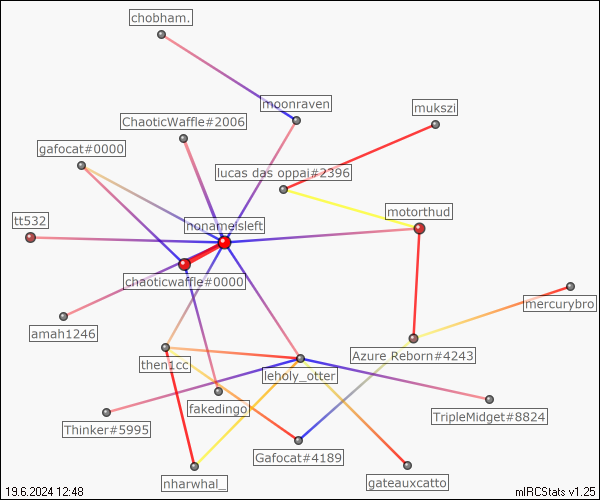 chobham.
moonraven
mukszi
ChaoticWaffle#2006
gafocat#0000
lucas das oppai#2396
motorthud
nonameisleft
tt532
chaoticwaffle#0000
mercurybro
amah1246
Azure Reborn#4243
then1cc
leholy_otter
fakedingo
TripleMidget#8824
Thinker#5995
Gafocat#4189
gateauxcatto
nharwhal_
19.6.2024 12:48
mIRCStats v1.25